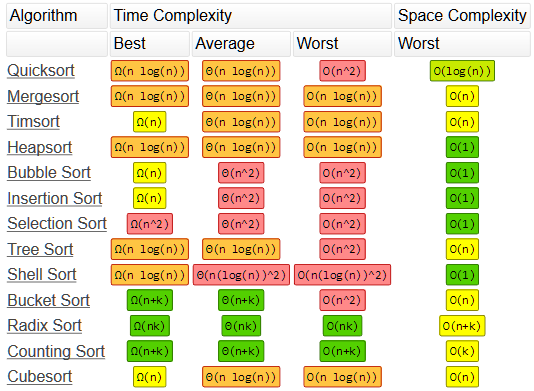 Algorithm Time Complexity Space Complexity
Best Average Worst Worst
Quicksort Ω(n log(n)) Θ(n log(n)) O(n^2) O(log(n))
Mergesort Ω(n log(n)) Θ(n log(n)) O(n log(n)) O(n)
Timsort Ω(n) Θ(n log(n)) O(n log(n)) O(n)
Heapsort Ω(n log(n)) Θ(n log(n)) O(n log(n)) O(1)
Bubble Sort Ω(n) Θ(n^2) O(n^2) O(1)
Insertion Sort Ω(n) Θ(n^2) O(n^2) O(1)
Selection Sort Ω(n^2) Θ(n^2) O(n^2) O(1)
Tree Sort Ω(n log(n)) Θ(n log(n)) O(n^2) O(n)
Shell Sort Ω(n log(n)) Θ(n(log(n))^2) O(n(log(n))^2) O(1)
Bucket Sort Ω(n+k) Θ(n+k) O(n^2) O(n)
Radix Sort Ω(nk) Θ(nk) O(nk) O(n+k)
Counting Sort Ω(n+k) Θ(n+k) O(n+k) O(k)
Cubesort Ω(n) Θ(n log(n)) O(n log(n)) O(n)